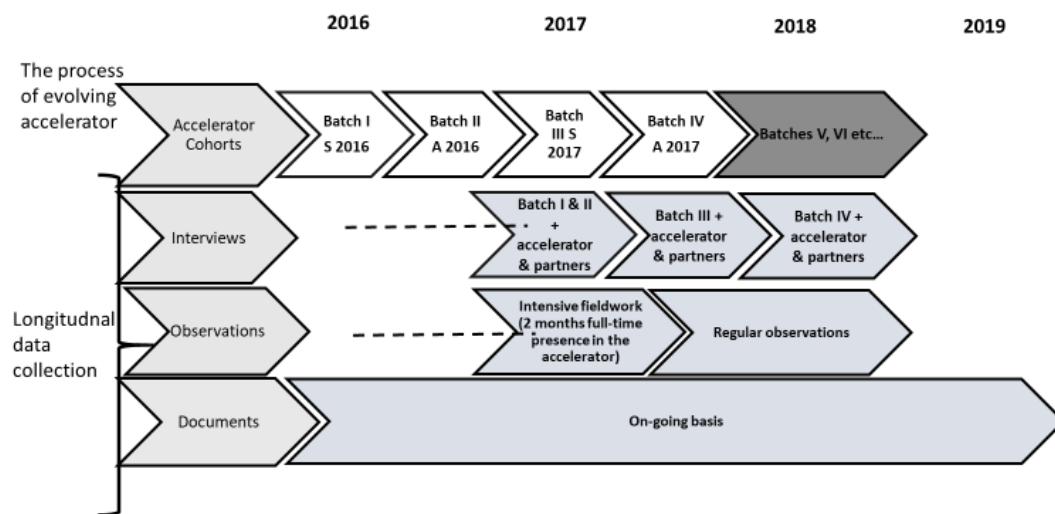 2016 2017 2018 2019
The process
of evolving
accelerator
Accelerator
Cohorts
Batch I
S 2016
Batch II
A 2016
Batch
III S
2017
Batch IV
A 2017
Batches V, VI etc...
Interviews
Batch I & II
+
accelerator
& partners
Batch III +
accelerator
& partners
Batch IV +
accelerator
& partners
Longitudnal
data
collection
Observations
Intensive fieldwork
(2 months full-time
presence in the
accelerator)
Regular observations
Documents
On-going basis